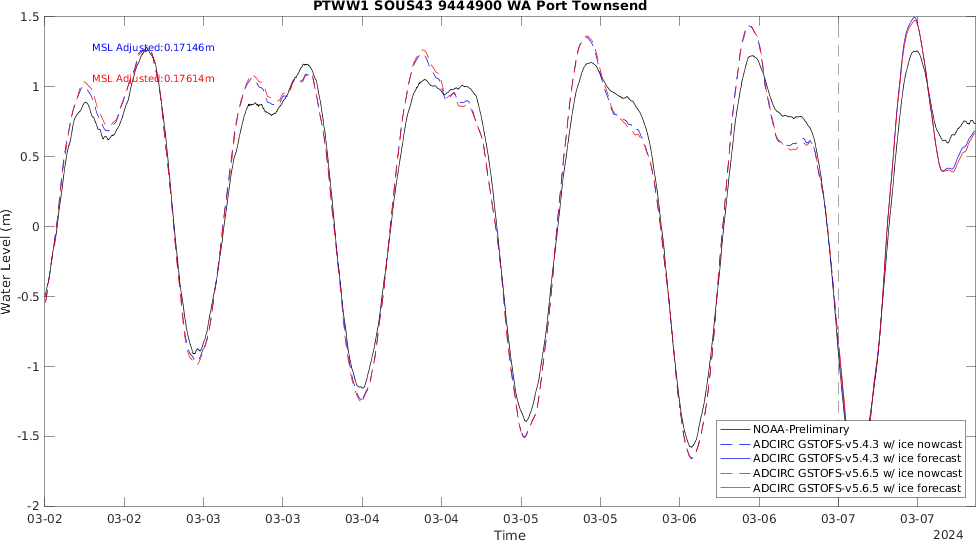 PTWW1 SOUS43 9444900 WA Port Townsend
1.5
MSL Adjusted:0.17146m
MSL Adjusted:0.17614m
1
0.5
0
-0.5
-1
-1.5
-2
Water Level (m)
NOAA-Preliminary
ADCIRC GSTOFS-v5.4.3 w/ ice nowcast
ADCIRC GSTOFS-v5.4.3 w/ ice forecast
ADCIRC GSTOFS-v5.6.5 w/ ice nowcast
ADCIRC GSTOFS-v5.6.5 w/ ice forecast
03-02 03-02 03-03 03-03 03-04 03-04 03-05 03-05 03-06 03-06 03-07 03-07
Time
2024